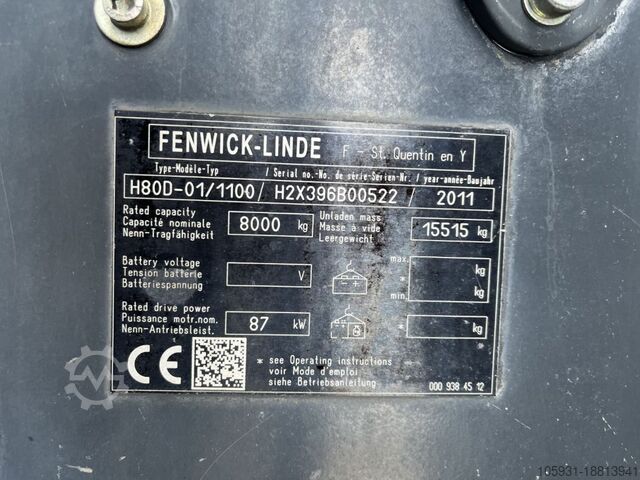 FENWICK-LINDE F - St. Quentin en Y
Type-Modèle-Typ / Serial no.-No. de série-Serien-Nr. / year-année-Baujahr
H80D-01/1100 / H2X396B00522 / 2011
Rated capacity
Capacité nominale
Nenn-Tragfähigkeit
8000 kg
Unladen mass
Masse à vide
Leergewicht
15515 kg
Battery voltage
Tension batterie
Batteriespannung
V
max.
* kg
min.
kg
Rated drive power
Puissance motr.nom.
Nenn-Antriebsleist.
87 kW
* kg
CE
* see Operating instructions
voir Mode d'emploi
siehe Betriebsanleitung
000 938 45 12
105931-18813941